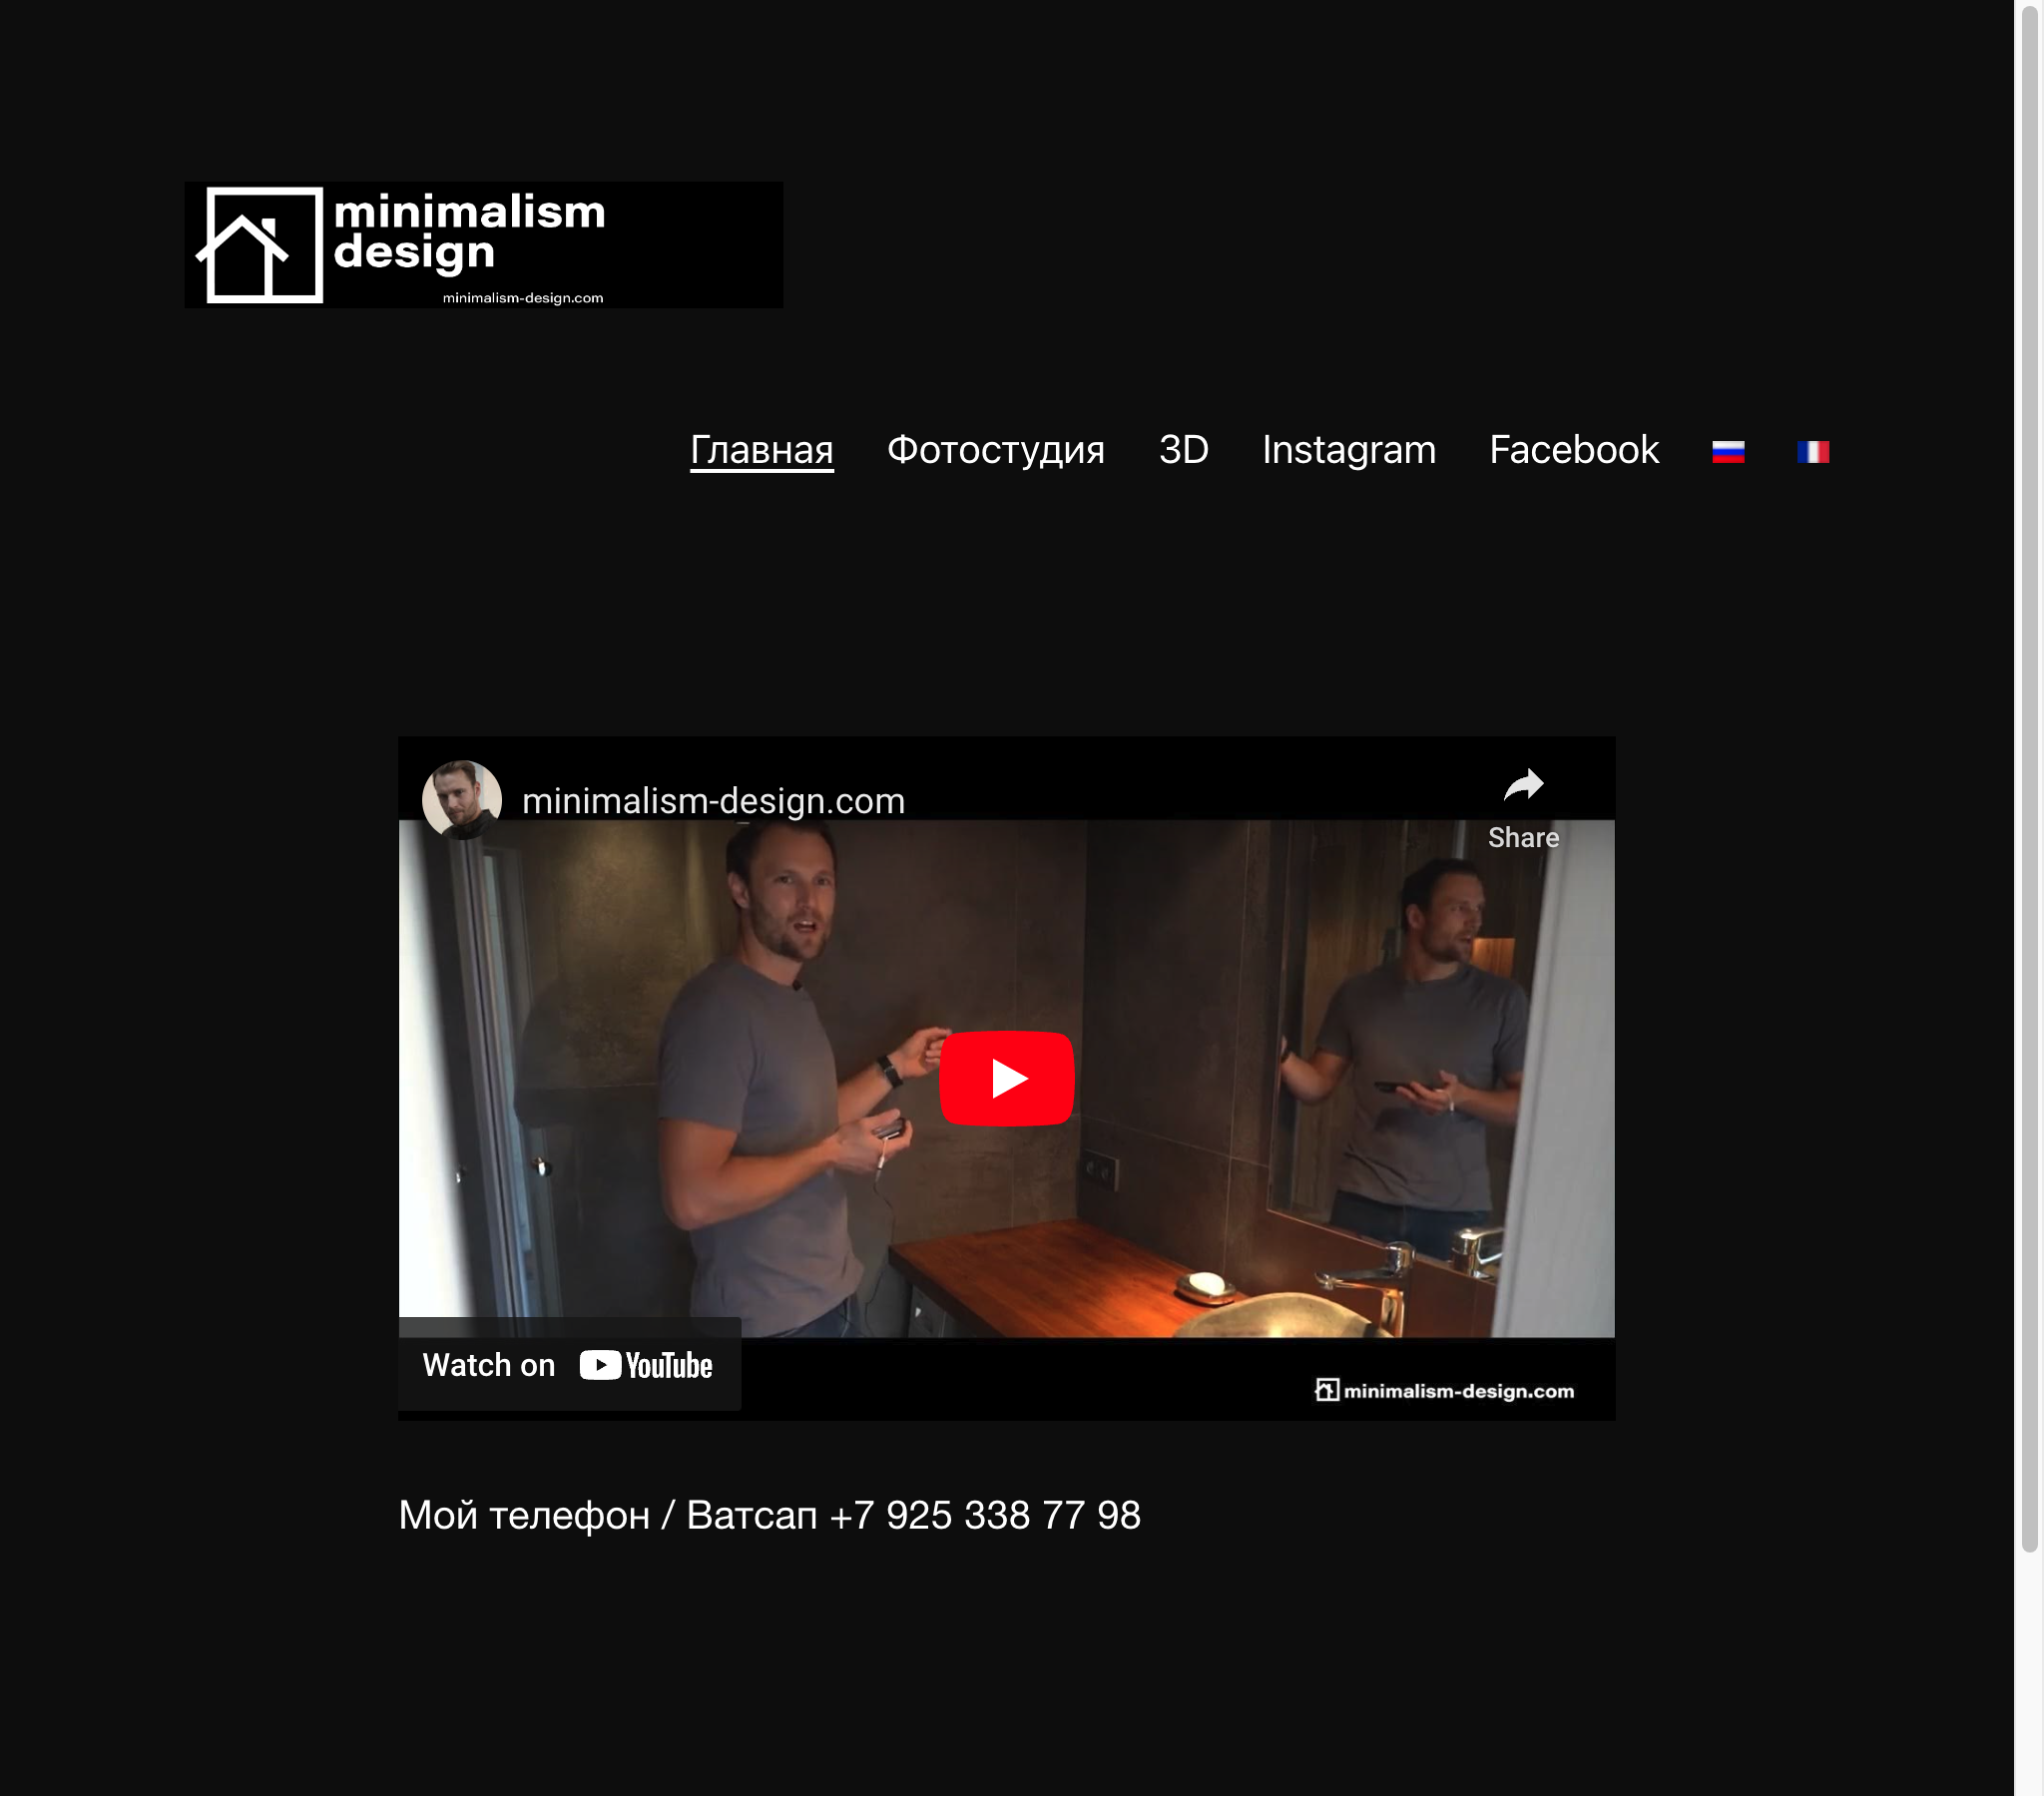 minimalism
design
minimalism-design.com
Главная Фотостудия 3D Instagram Facebook
minimalism-design.com
Share
Watch on YouTube
minimalism-design.com
Мой телефон / Ватсап +7 925 338 77 98